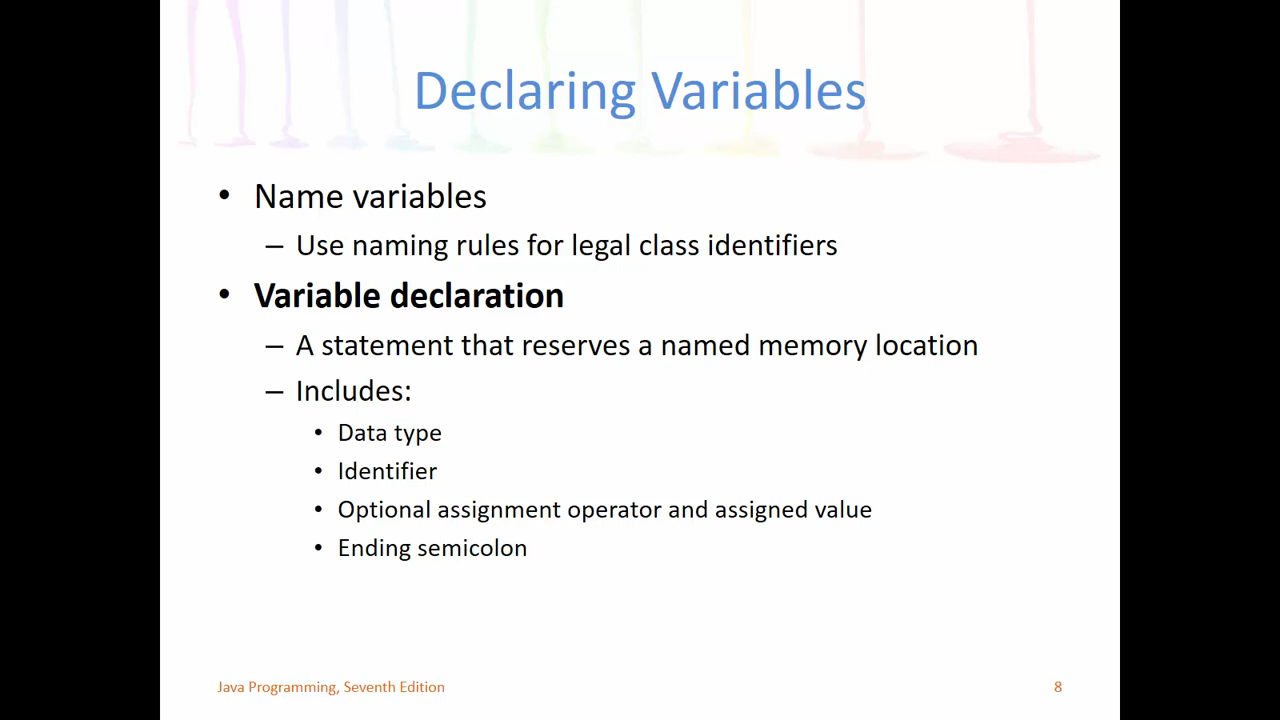 Declaring Variables
• Name variables
– Use naming rules for legal class identifiers
• Variable declaration
– A statement that reserves a named memory location
– Includes:
• Data type
• Identifier
• Optional assignment operator and assigned value
• Ending semicolon
Java Programming, Seventh Edition
8